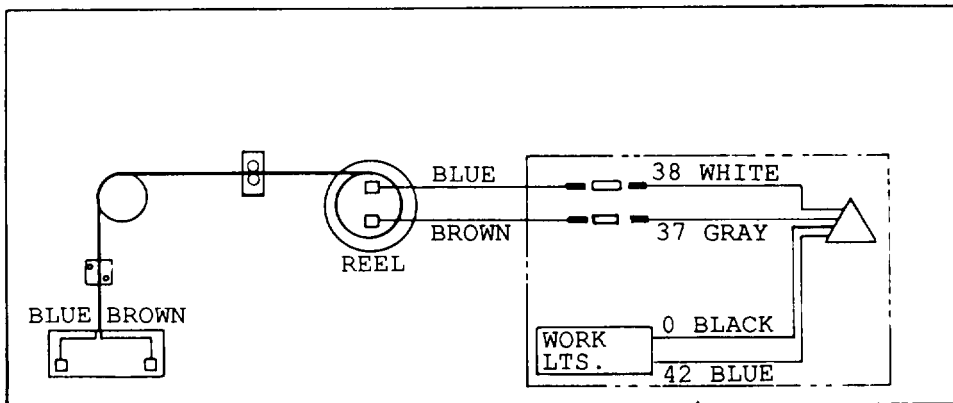 BLUE
38 WHITE
BROWN
37 GRAY
REEL
BLUE BROWN
0 BLACK
WORK
LTS.
42 BLUE